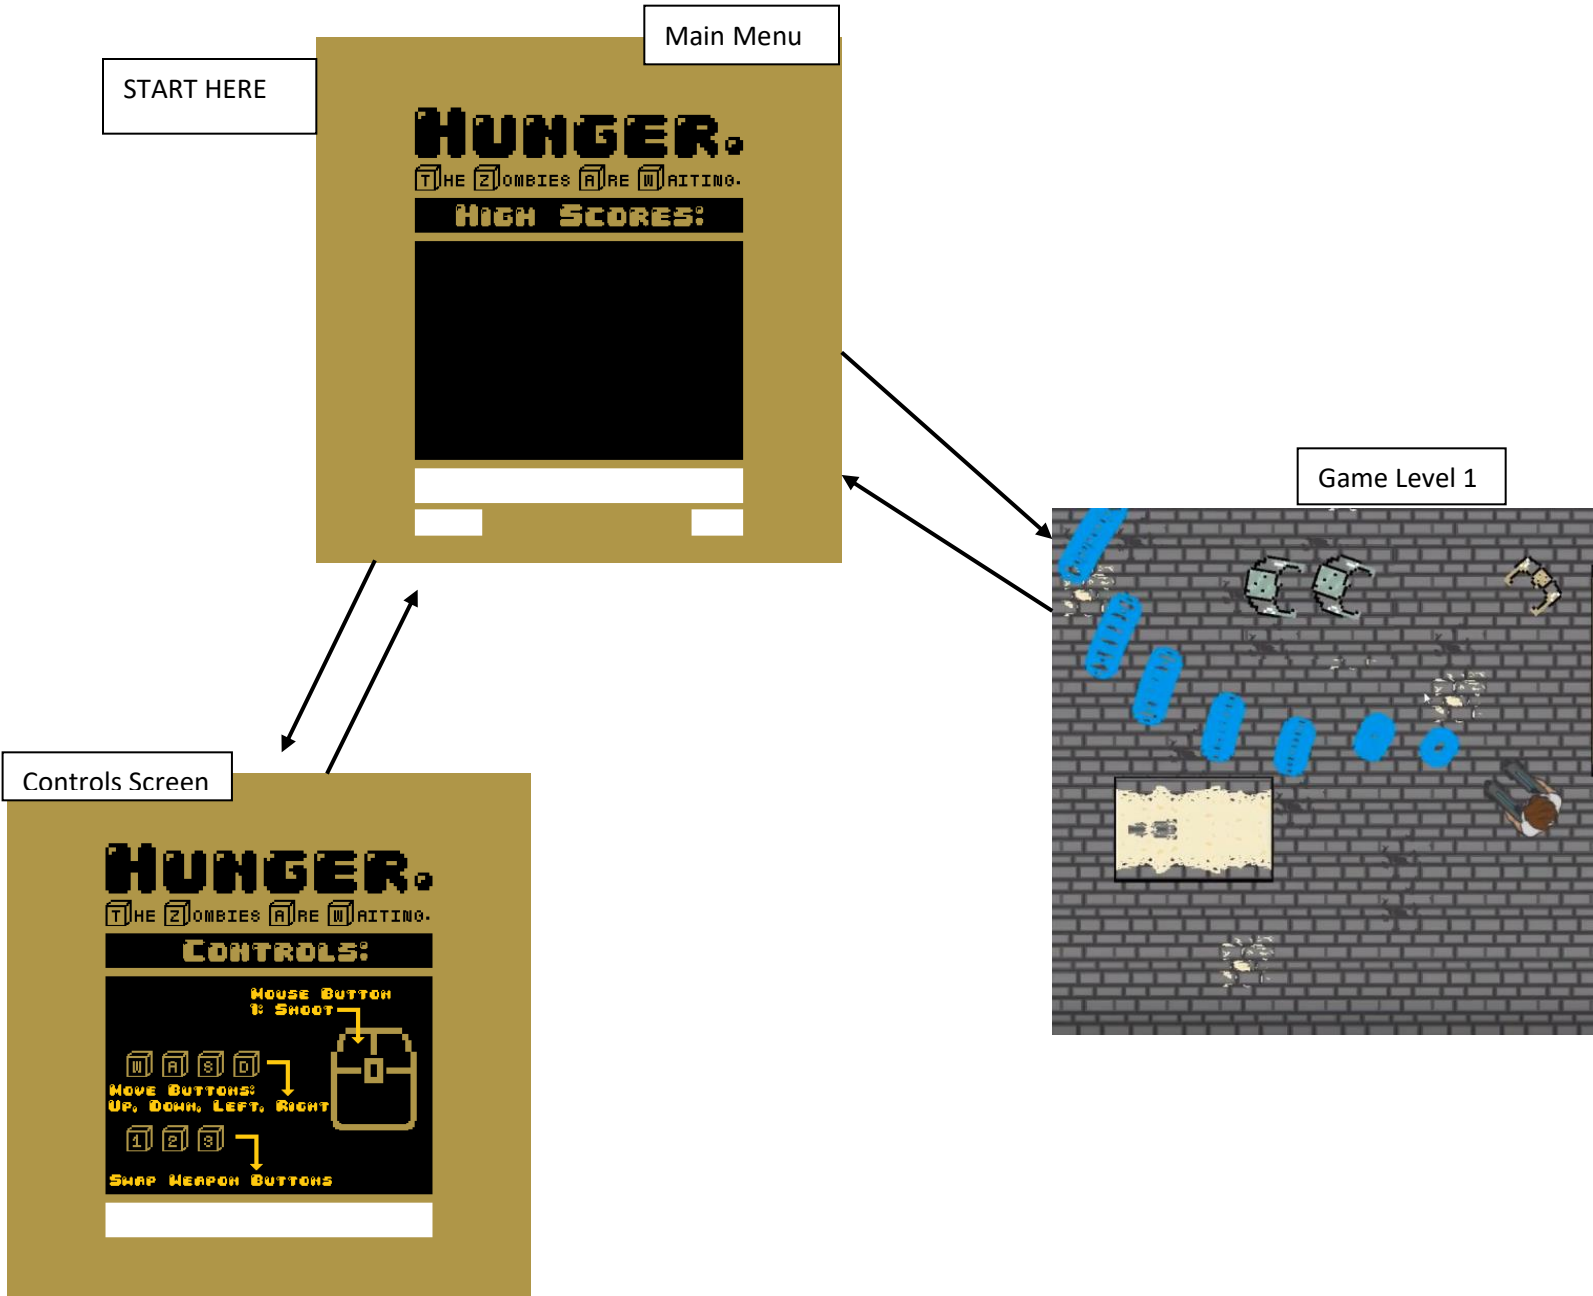 Main Menu
START HERE
HUNGER.
THE ZOMBIES ARE WAITING.
HIGH SCORES:
Game Level 1
Controls Screen
HUNGER.
THE ZOMBIES ARE WAITING.
CONTROLS:
MOUSE BUTTON
1: SHOOT
W A S D
MOVE BUTTONS:
UP, DOWN, LEFT, RIGHT
1 2 3
SWAP WEAPON BUTTONS